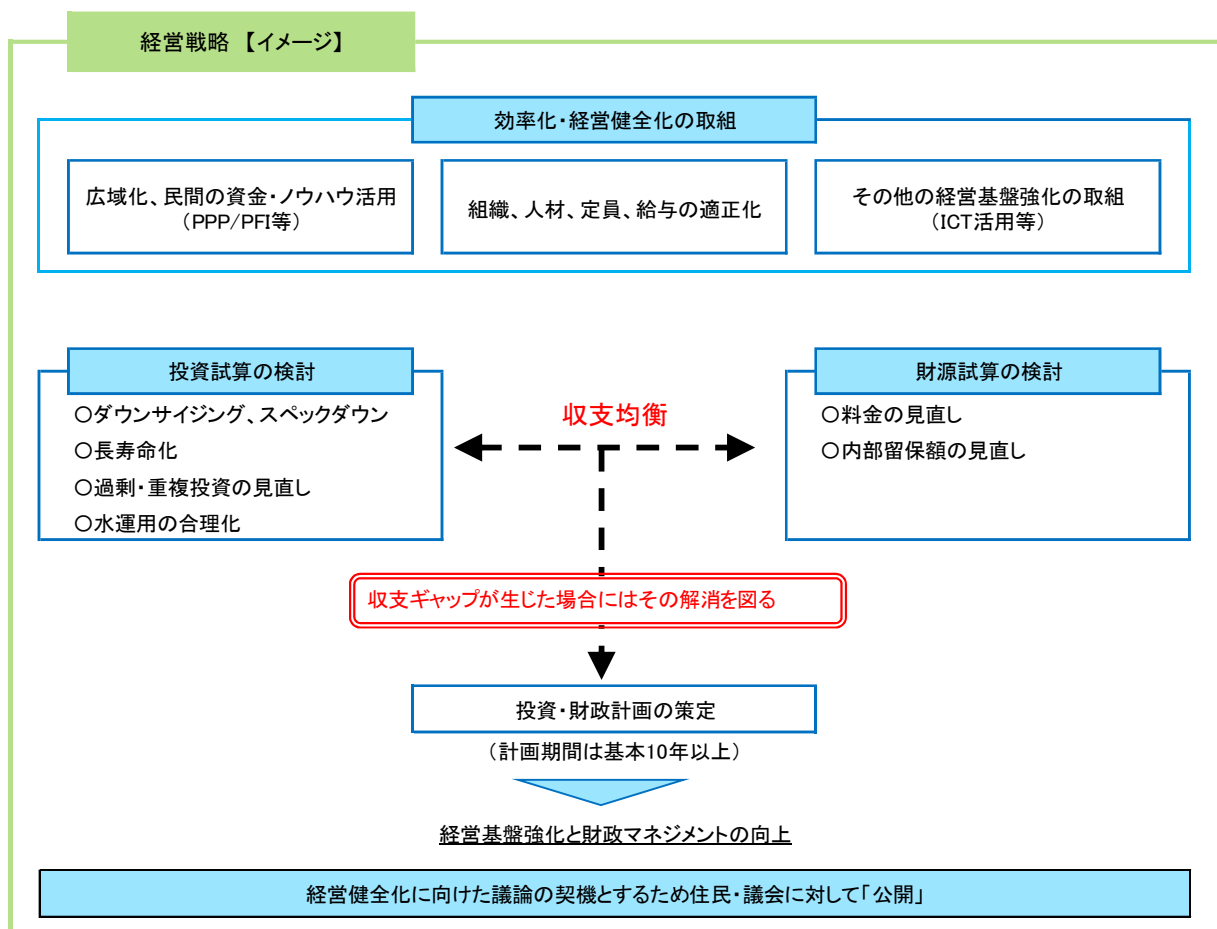 経営戦略【イメージ】
効率化・経営健全化の取組
広域化、民間の資金・ノウハウ活用
(PPP/PFI等)
組織、人材、定員、給与の適正化
その他の経営基盤強化の取組
(ICT活用等)
投資試算の検討
○ダウンサイジング、スペックダウン
○長寿命化
○過剰・重複投資の見直し
○水運用の合理化
収支均衡
財源試算の検討
○料金の見直し
○内部留保額の見直し
収支ギャップが生じた場合にはその解消を図る
投資・財政計画の策定
(計画期間は基本10年以上)
経営基盤強化と財政マネジメントの向上
経営健全化に向けた議論の契機とするため住民・議会に対して「公開」